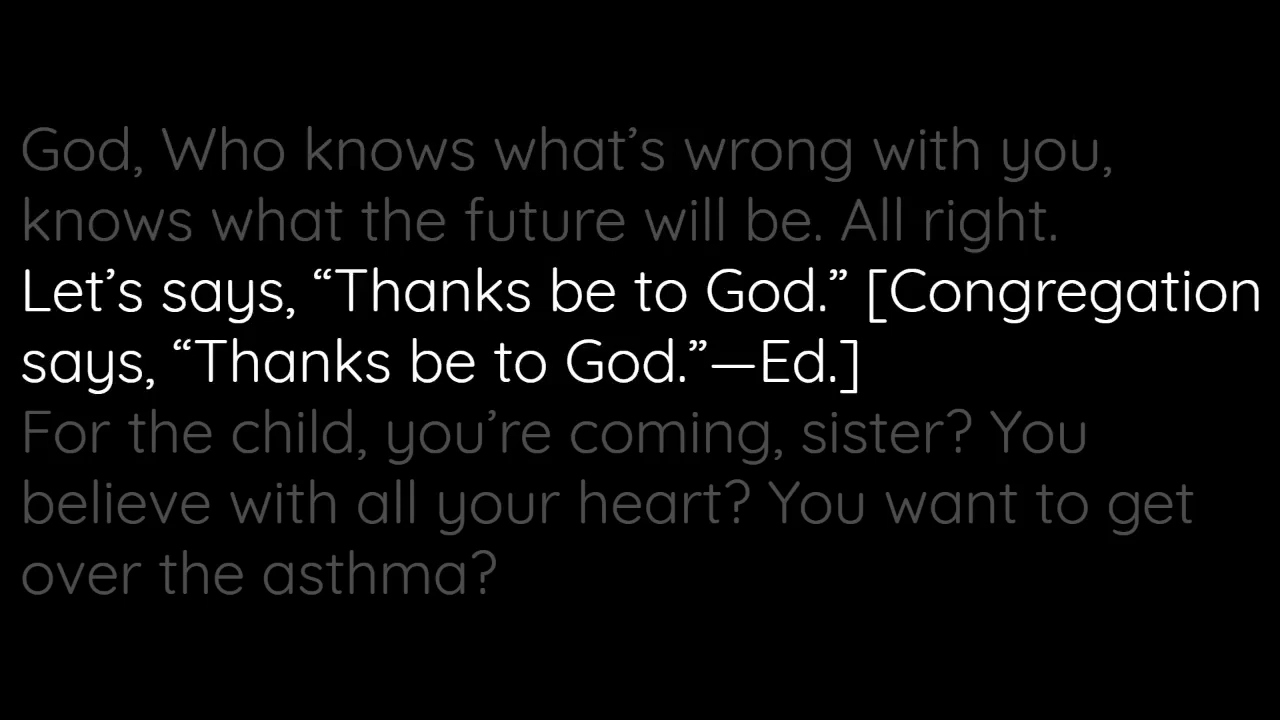 God, Who knows what’s wrong with you,
knows what the future will be. All right.
Let’s says, “Thanks be to God.” [Congregation
says, “Thanks be to God.”—Ed.]
For the child, you’re coming, sister? You
believe with all your heart? You want to get
over the asthma?